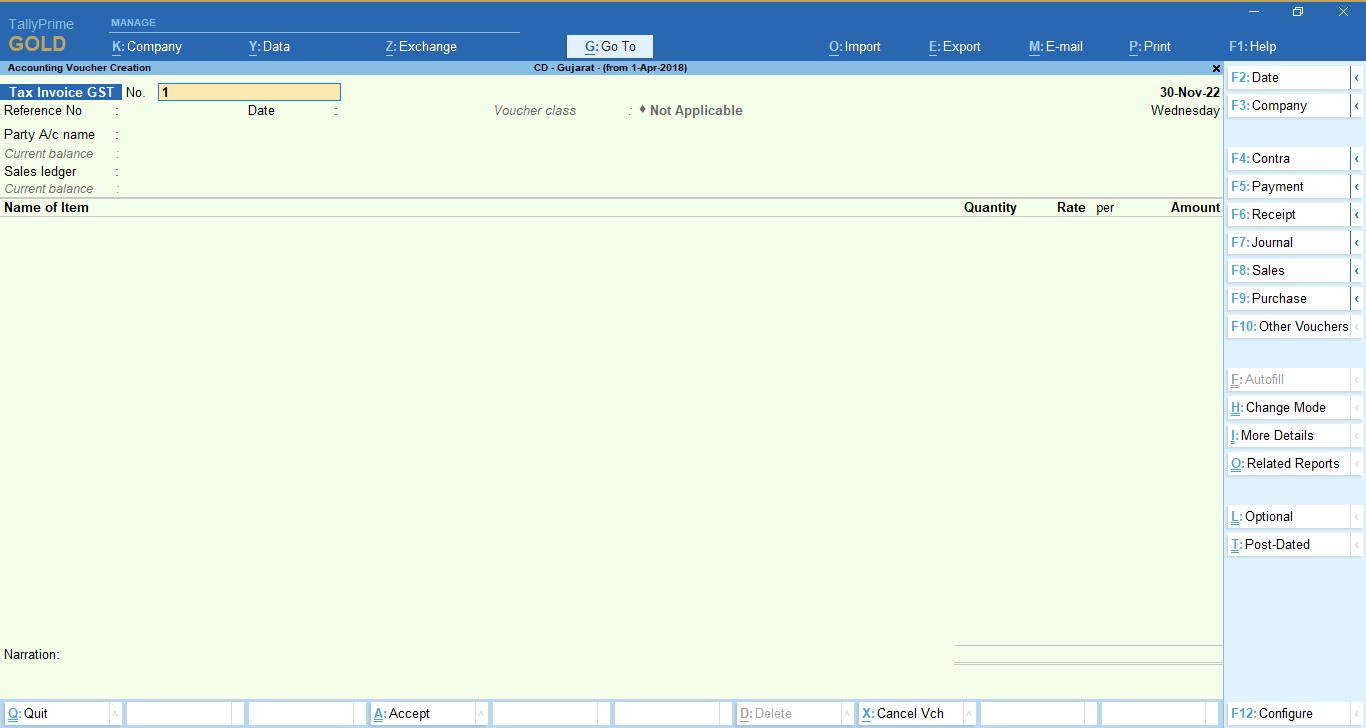 TallyPrime
GOLD
MANAGE
K: Company
Y: Data
Z: Exchange
G: Go To
O: Import
E: Export
M: E-mail
P: Print
F1: Help
Accounting Voucher Creation
CD - Gujarat - (from 1-Apr-2018)
Tax Invoice GST No. 1
30-Nov-22
Reference No :
Date :
Voucher class : ♦ Not Applicable
Wednesday
Party A/c name :
Current balance :
Sales ledger :
Current balance :
Name of Item
Quantity
Rate per
Amount
Narration:
F2: Date
F3: Company
F4: Contra
F5: Payment
F6: Receipt
F7: Journal
F8: Sales
F9: Purchase
F10: Other Vouchers
F: Autofill
H: Change Mode
I: More Details
O: Related Reports
L: Optional
T: Post-Dated
Q: Quit
A: Accept
D: Delete
X: Cancel Vch
F12: Configure